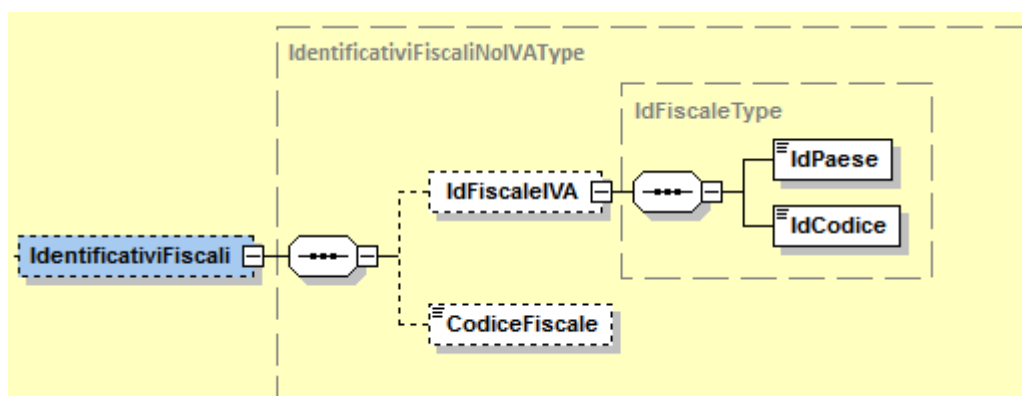 IdentificativiFiscaliNoIVAType
IdFiscaleType
IdPaese
IdFiscaleIVA
IdCodice
IdentificativiFiscali
CodiceFiscale